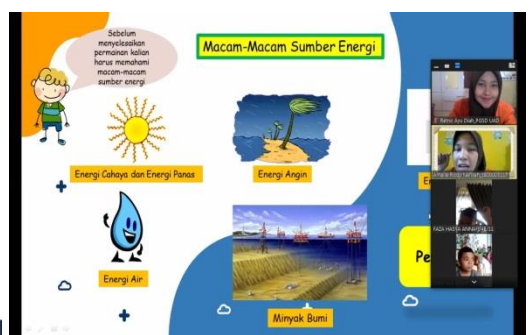 Sebelum
menyelesaikan
permainan kalian
harus memahami
macam-macam
sumber energi
Macam-Macam Sumber Energi
Energi Cahaya dan Energi Panas
Energi Angin
Energi Air
Minyak Bumi
Pe